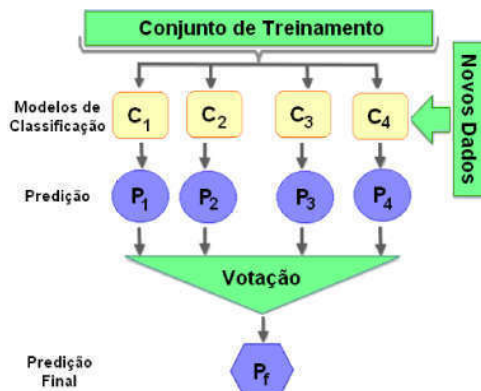 Conjunto de Treinamento
Novos Dados
Modelos de
Classificação
C1
C2
C3
C4
Predição
P1
P2
P3
P4
Votação
Predição
Final
Pf